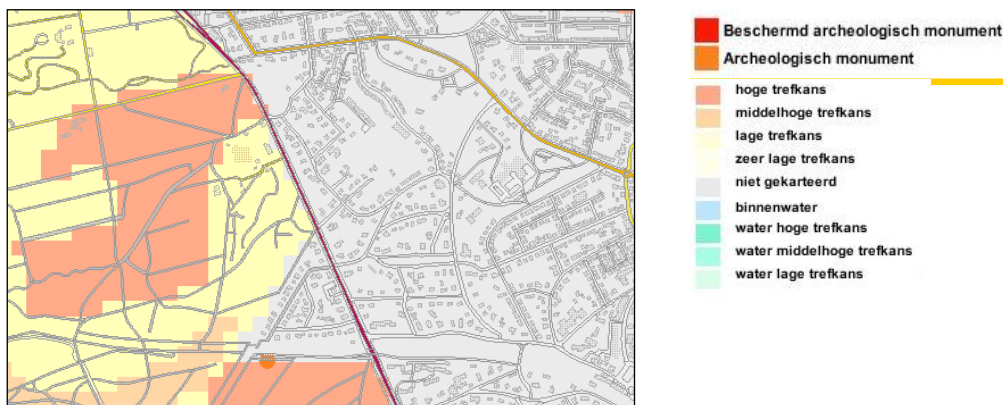 Beschermd archeologisch monument
Archeologisch monument
hoge trefkans
middelhoge trefkans
lage trefkans
zeer lage trefkans
niet gekarteerd
binnenwater
water hoge trefkans
water middelhoge trefkans
water lage trefkans